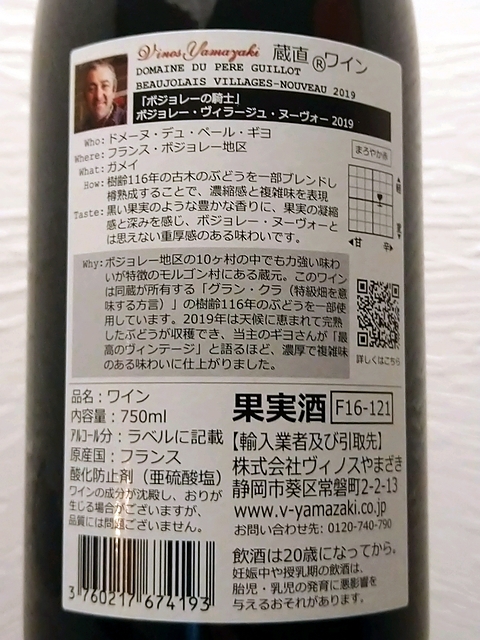 Vinos Yamazaki 蔵直®ワイン
DOMAINE DU PERE GUILLOT
BEAUJOLAIS VILLAGES-NOUVEAU 2019
「ボジョレーの騎士」
ボジョレー・ヴィラージュ・ヌーヴォー 2019
Who: ドメーヌ・デュ・ペール・ギヨ
Where: フランス・ボジョレー地区
What: ガメイ
How: 樹齢116年の古木のぶどうを一部ブレンドし
樽熟成することで、濃縮感と複雑味を表現
Taste: 黒い果実のような豊かな香りに、果実の凝縮
感と深みを感じ、ボジョレー・ヌーヴォーと
は思えない重厚感のある味わいです。
まろやか赤
軽
重
◀甘 辛▶
Why: ボジョレー地区の10ヶ村の中でも力強い味わ
いが特徴のモルゴン村にある蔵元。このワイン
は同蔵が所有する「グラン・クラ（特級畑を意
味する方言）」の樹齢116年のぶどうを一部使
用しています。2019年は天候に恵まれて完熟
したぶどうが収穫でき、当主のギヨさんが「最
高のヴィンテージ」と語るほど、濃厚で複雑味
のある味わいに仕上がりました。
詳しくはこちら
品名：ワイン
内容量：750ml
ｱﾙｺｰﾙ分：ラベルに記載
原産国：フランス
酸化防止剤（亜硫酸塩）
ワインの成分が沈殿し、おりが
生じる場合がございますが、
品質には問題ございません。
3 760217 674193
果実酒 F16-121
【輸入業者及び引取先】
株式会社ヴィノスやまざき
静岡市葵区常磐町2-2-13
www.v-yamazaki.co.jp
お問い合わせ先: 0120-740-790
飲酒は20歳になってから。
妊娠中や授乳期の飲酒は、
胎児・乳児の発育に悪影響を
与えるおそれがあります。